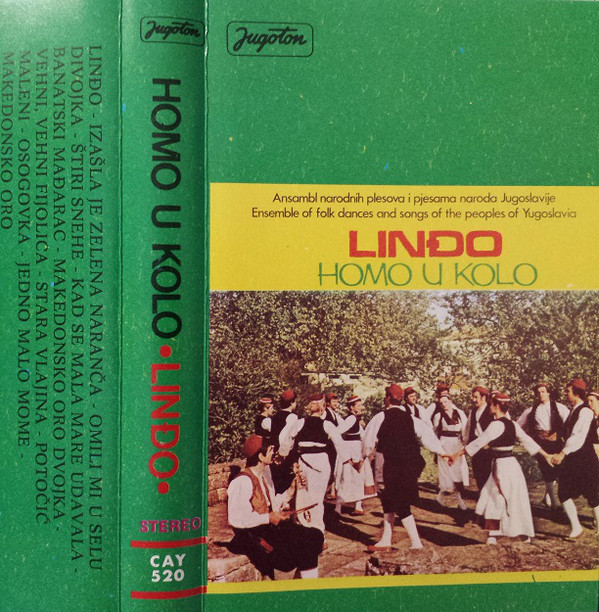 LINĐO - IZAŠLA JE ZELENA NARANČA - OMILI MI U SELU
DIVOJKA - ŠTIRI SNEHE - KAD SE MALA MARE UDAVALA -
BANATSKI MAĐARAC - MAKEDONSKO ORO DVOJKA -
VEHNI, VEHNI FIJOLICA - STARA VLAJINA - POTOČIĆ
MALENI - OSOGOVKA - JEDNO MALO MOME -
MAKEDONSKO ORO
Jugoton
HOMO U KOLO • LINĐO •
STEREO
CAY
520
Jugoton
Ansambl narodnih plesova i pjesama naroda Jugoslavije
Ensemble of folk dances and songs of the peoples of Yugoslavia
LINĐO
HOMO U KOLO